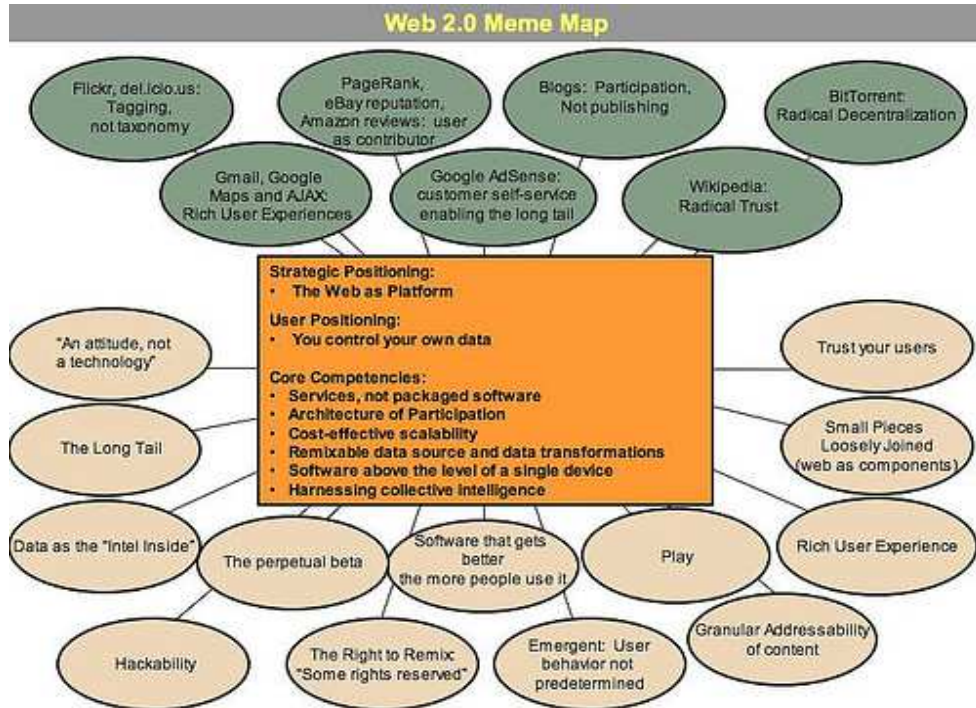 Web 2.0 Meme Map
Flickr, del.icio.us:
Tagging,
not taxonomy
PageRank,
eBay reputation,
Amazon reviews: user
as contributor
Blogs: Participation,
Not publishing
BitTorrent:
Radical Decentralization
Gmail, Google
Maps and AJAX:
Rich User Experiences
Google AdSense:
customer self-service
enabling the long tail
Wikipedia:
Radical Trust
Strategic Positioning:
• The Web as Platform
User Positioning:
• You control your own data
Core Competencies:
• Services, not packaged software
• Architecture of Participation
• Cost-effective scalability
• Remixable data source and data transformations
• Software above the level of a single device
• Harnessing collective intelligence
"An attitude, not
a technology"
Trust your users
The Long Tail
Small Pieces
Loosely Joined
(web as components)
Data as the "Intel Inside"
The perpetual beta
Software that gets
better
the more people use it
Play
Rich User Experience
Hackability
The Right to Remix:
"Some rights reserved"
Emergent: User
behavior not
predetermined
Granular Addressability
of content